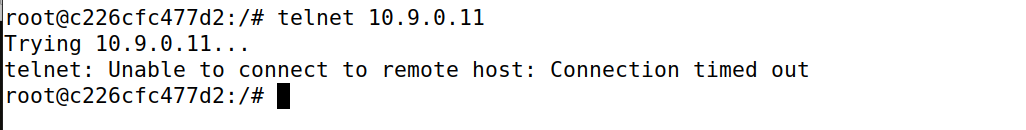 root@c226cfc477d2:/# telnet 10.9.0.11
Trying 10.9.0.11...
telnet: Unable to connect to remote host: Connection timed out
root@c226cfc477d2:/#